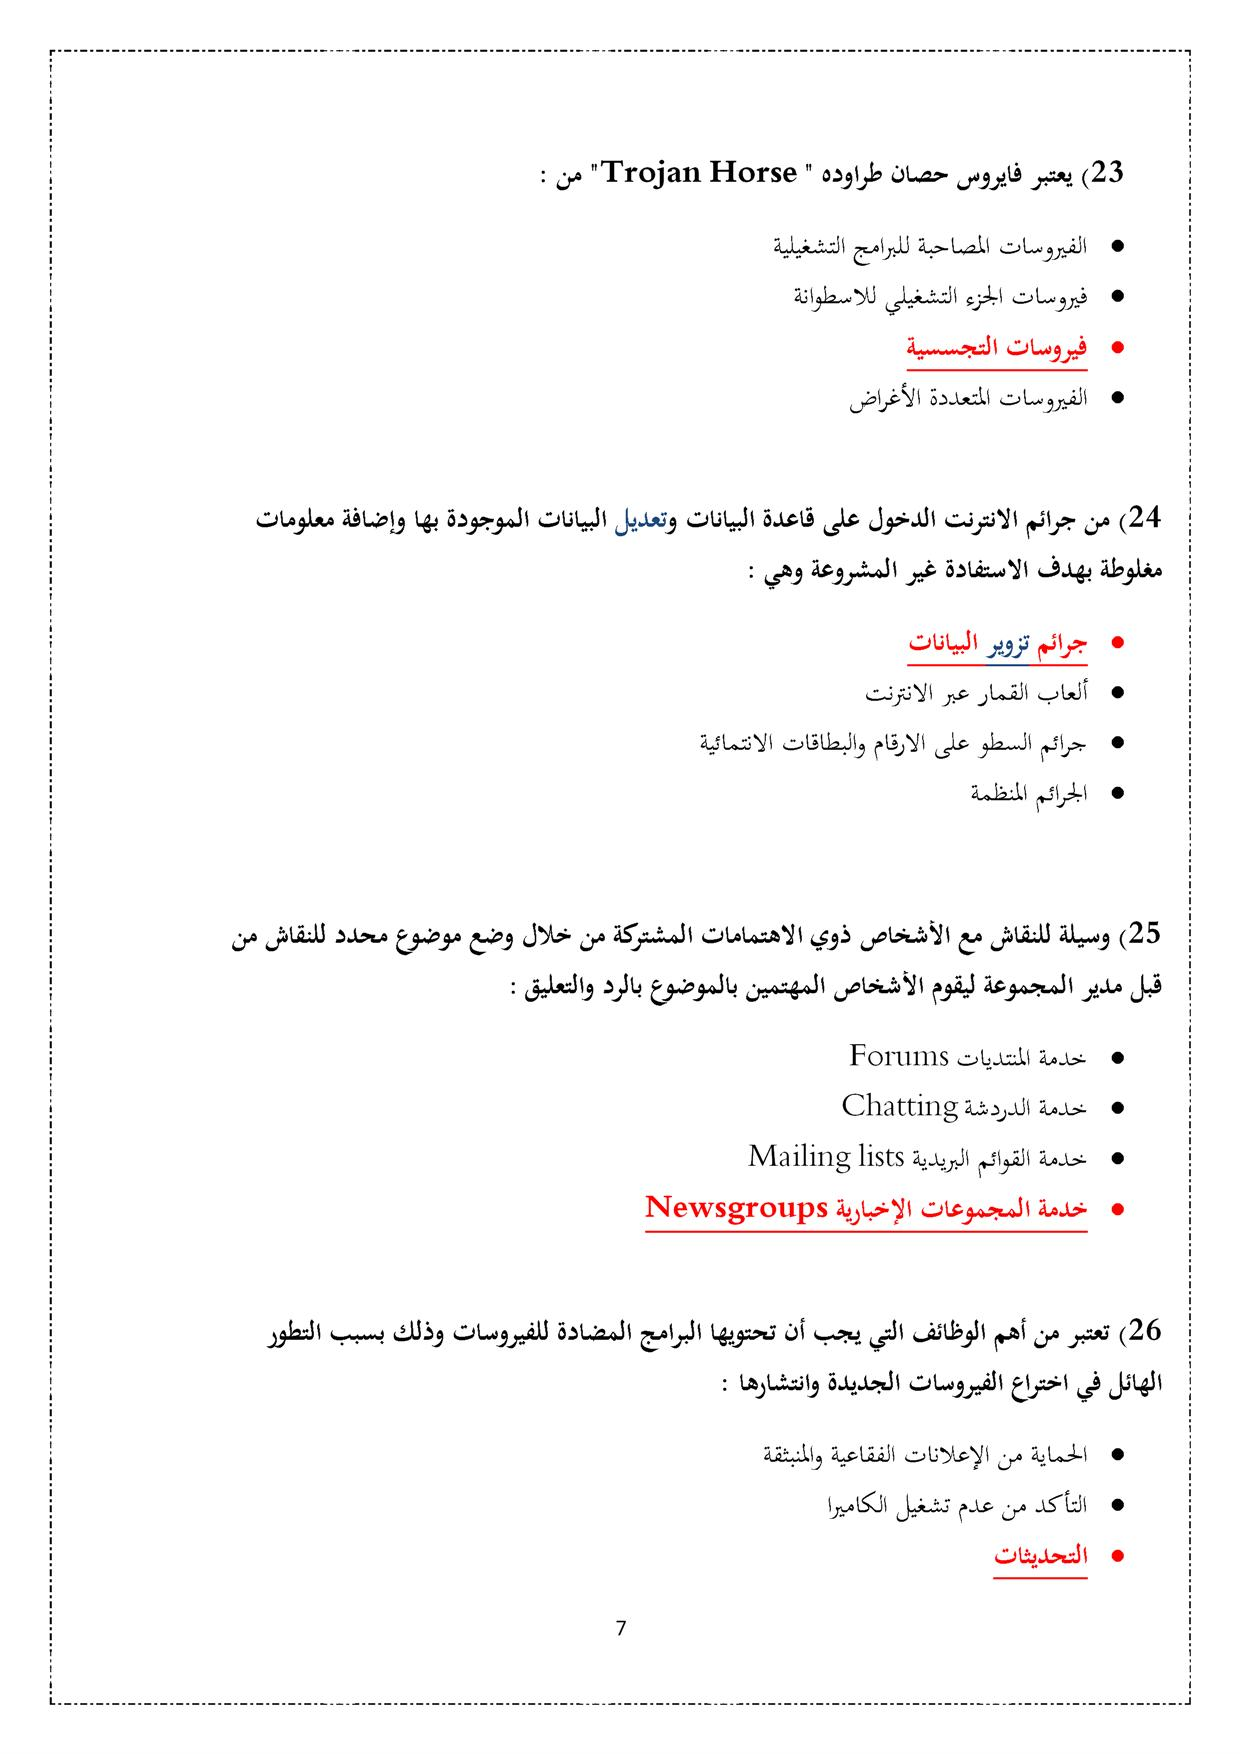 23) يعتبر فايروس حصان طراوده " Trojan Horse" من :
● الفيروسات المصاحبة للبرامج التشغيلية
● فيروسات الجزء التشغيلي للاسطوانة
● فيروسات التجسسية
● الفيروسات المتعددة الأغراض
24) من جرائم الانترنت الدخول على قاعدة البيانات وتعديل البيانات الموجودة بها وإضافة معلومات
مغلوطة بهدف الاستفادة غير المشروعة وهي :
● جرائم تزوير البيانات
● ألعاب القمار عبر الانترنت
● جرائم السطو على الارقام والبطاقات الائتمانية
● الجرائم المنظمة
25) وسيلة للنقاش مع الأشخاص ذوي الاهتمامات المشتركة من خلال وضع موضوع محدد للنقاش من
قبل مدير المجموعة ليقوم الأشخاص المهتمين بالموضوع بالرد والتعليق :
● خدمة المنتديات Forums
● خدمة الدردشة Chatting
● خدمة القوائم البريدية Mailing lists
● خدمة المجموعات الإخبارية Newsgroups
26) تعتبر من أهم الوظائف التي يجب أن تحتويها البرامج المضادة للفيروسات وذلك بسبب التطور
الهائل في اختراع الفيروسات الجديدة وانتشارها :
● الحماية من الإعلانات الفقاعية والمنبثقة
● التأكد من عدم تشغيل الكاميرا
● التحديثات
7